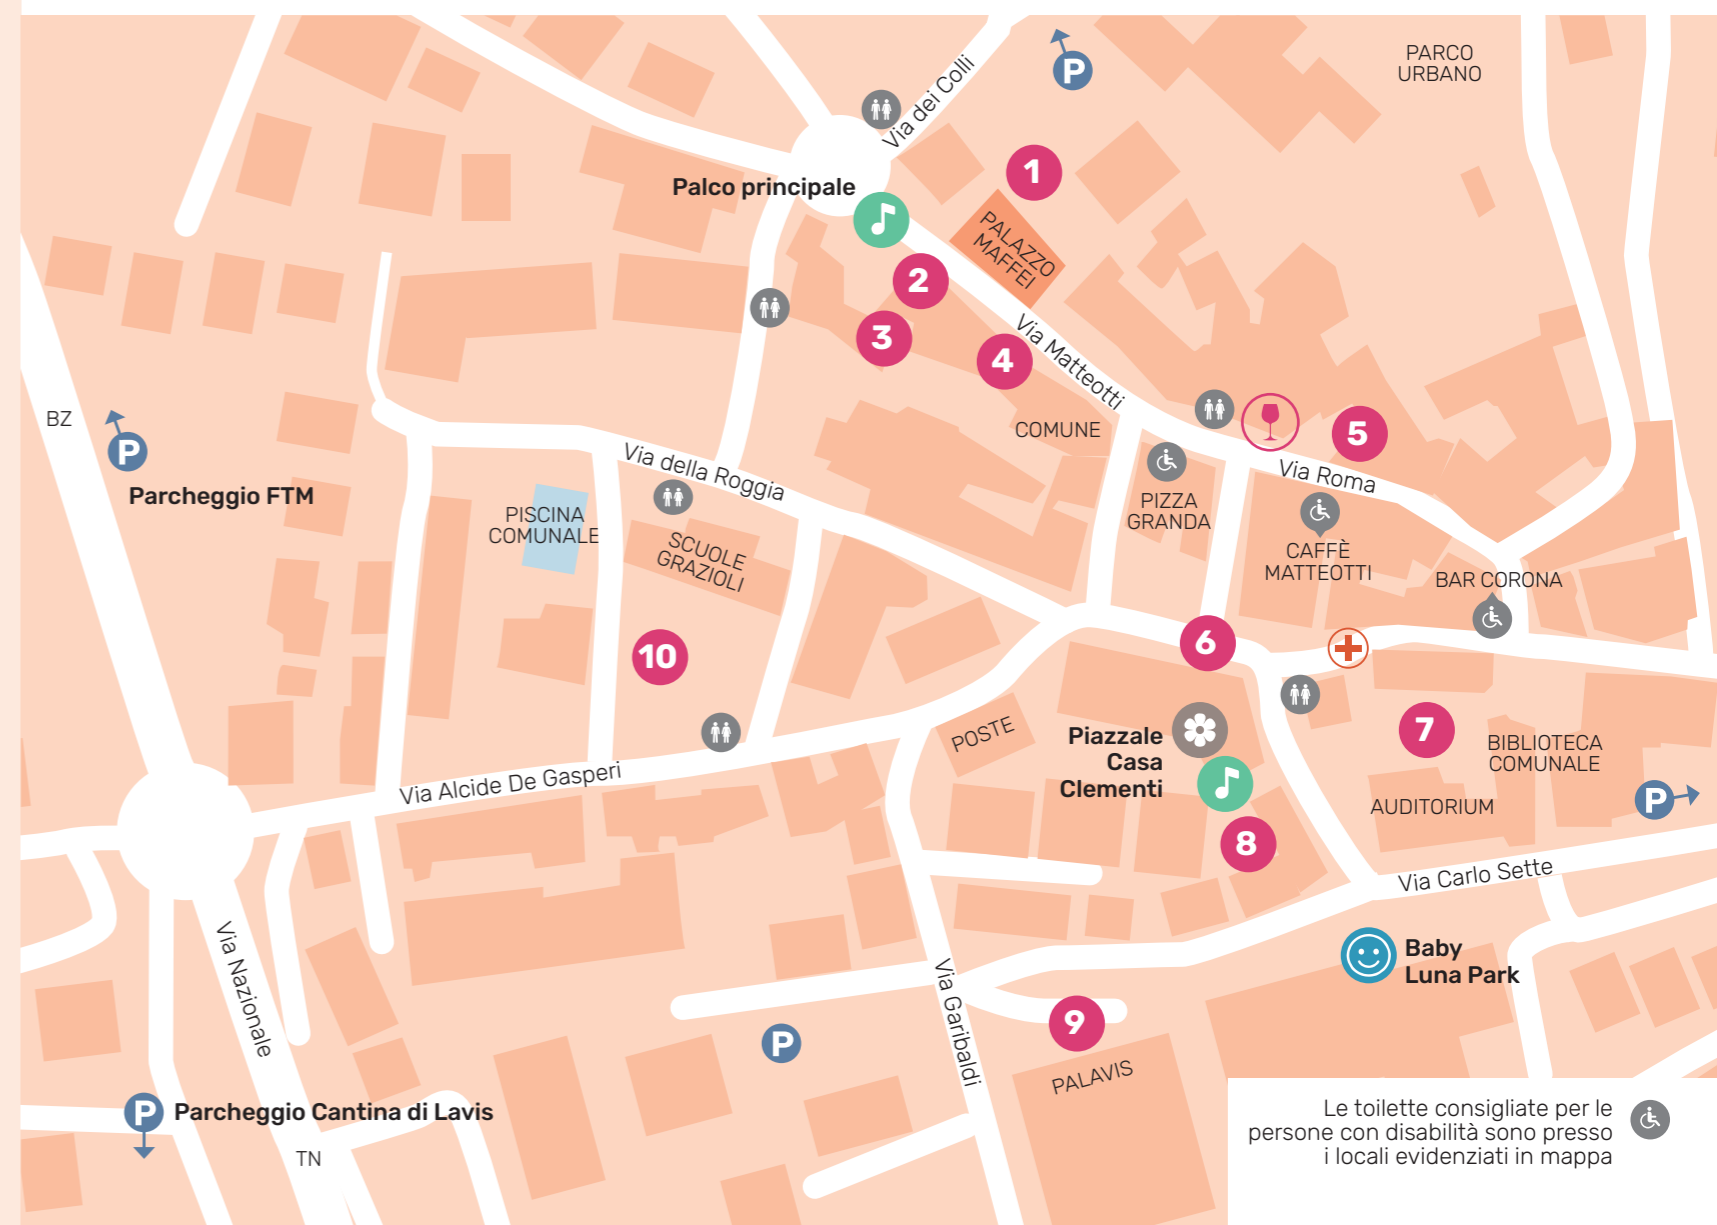 PARCO
URBANO
P
Via dei Colli
1
Palco principale
PALAZZO
MAFFEI
2
3
4
Via Matteotti
COMUNE
5
Via Roma
BZ
P
Parcheggio FTM
Via della Roggia
PISCINA
COMUNALE
SCUOLE
GRAZIOLI
PIZZA
GRANDA
CAFFÈ
MATTEOTTI
BAR CORONA
10
6
POSTE
Piazzale
Casa
Clementi
7
BIBLIOTECA
COMUNALE
AUDITORIUM
P
Via Alcide De Gasperi
8
Via Carlo Sette
Via Nazionale
Baby
Luna Park
Via Garibaldi
9
P
PALAVIS
P
Parcheggio Cantina di Lavis
TN
Le toilette consigliate per le
persone con disabilità sono presso
i locali evidenziati in mappa